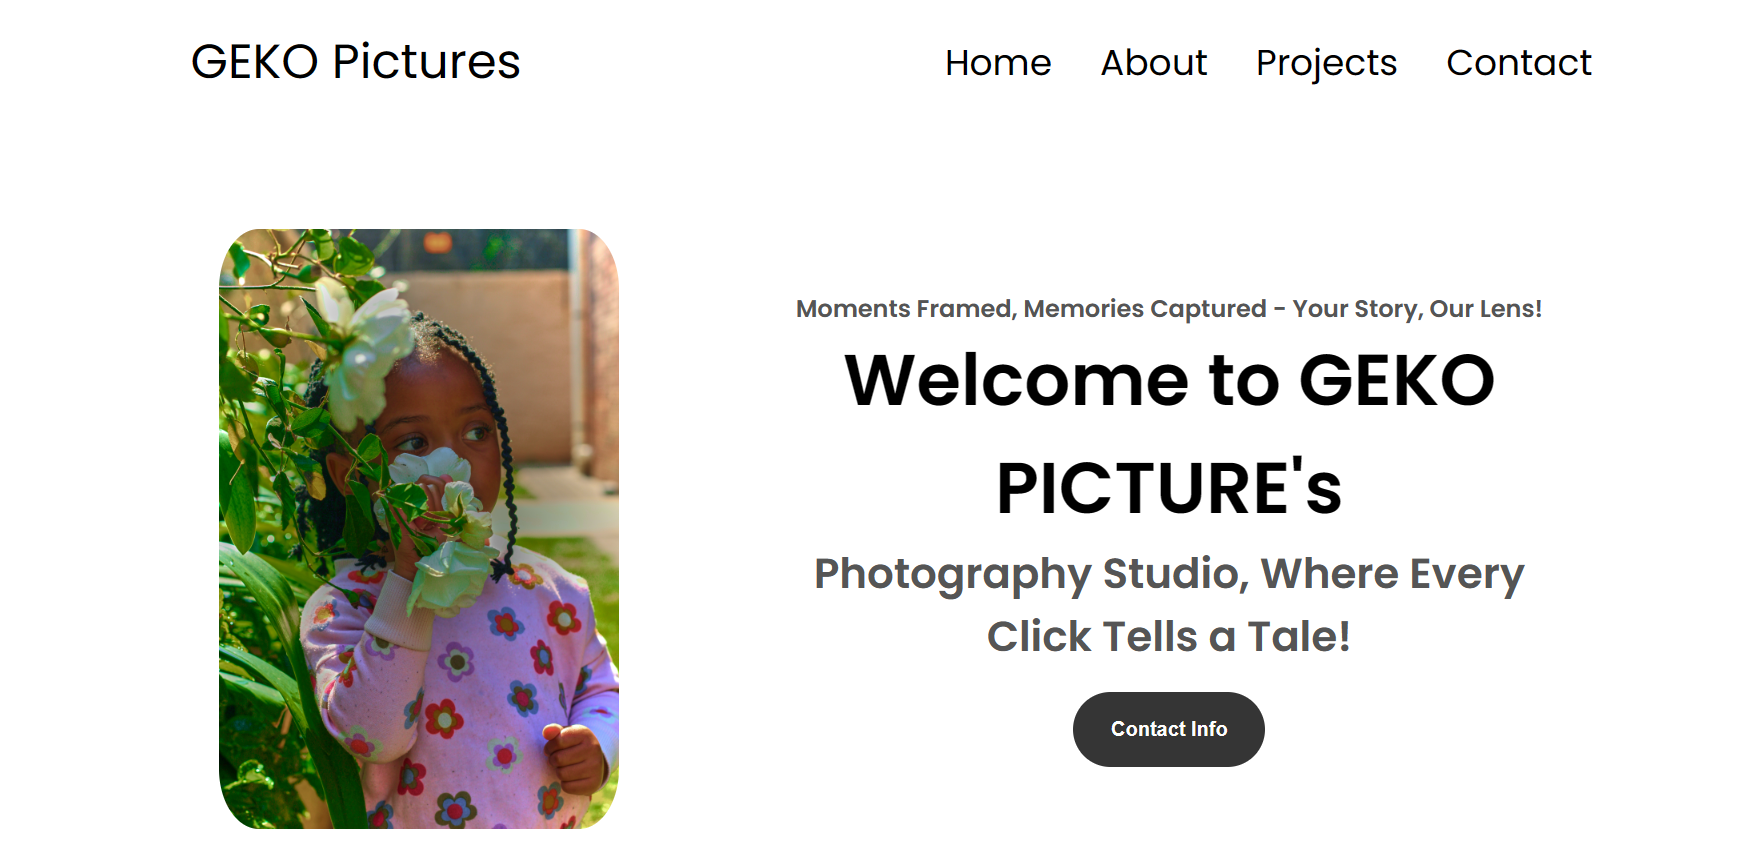 GEKO Pictures
Home About Projects Contact
Moments Framed, Memories Captured - Your Story, Our Lens!
Welcome to GEKO
PICTURE's
Photography Studio, Where Every
Click Tells a Tale!
Contact Info